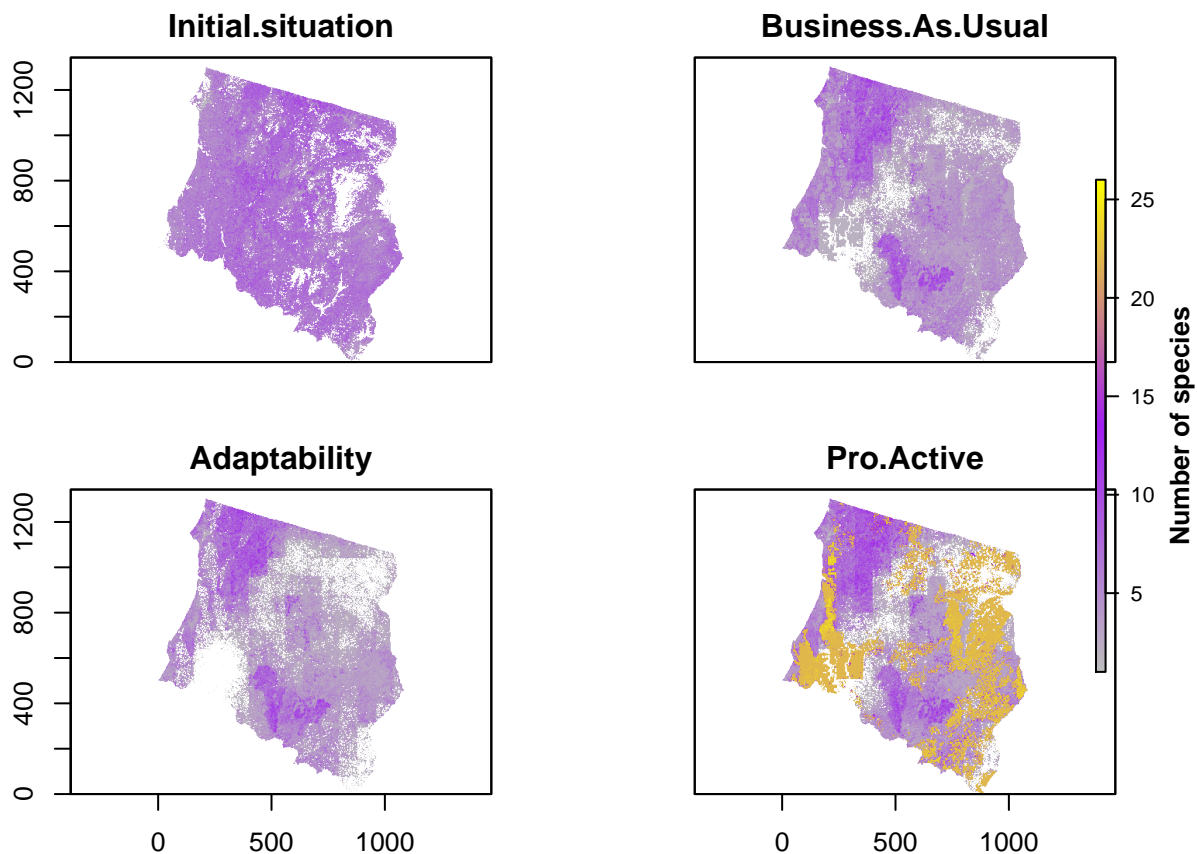 Initial.situation
Business.As.Usual
1200
800
400
0
25
20
15
10
5
Number of species
Adaptability
Pro.Active
1200
800
400
0
0 500 1000
0 500 1000